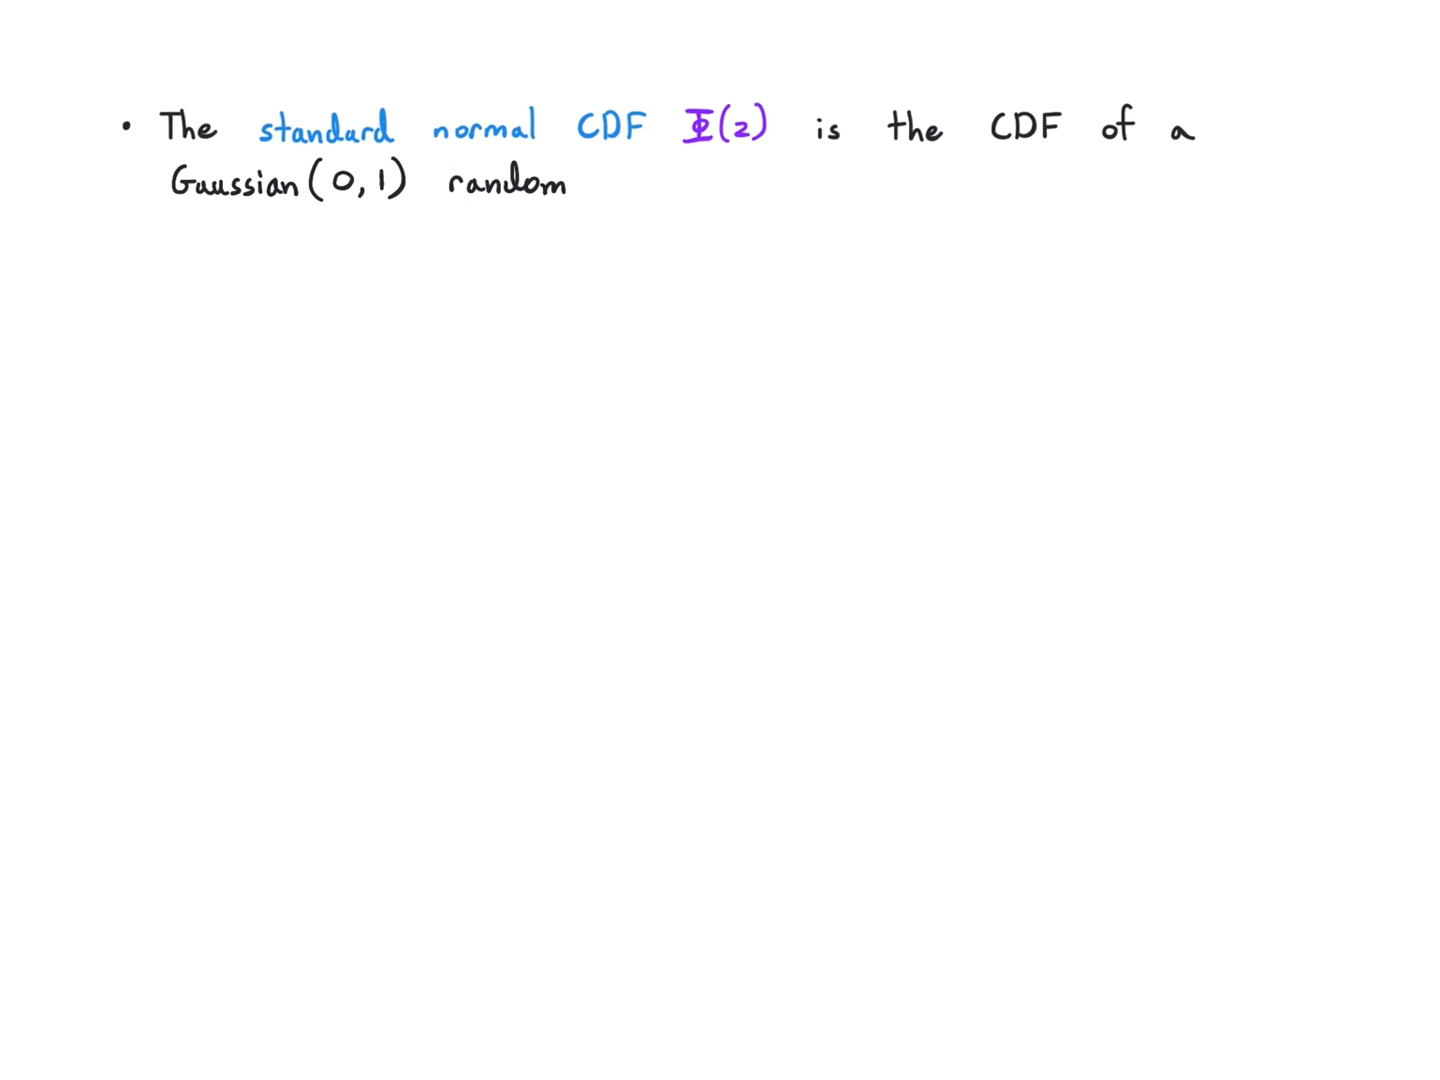 • The standard normal CDF Φ(z) is the CDF of a
Gaussian(0,1) random